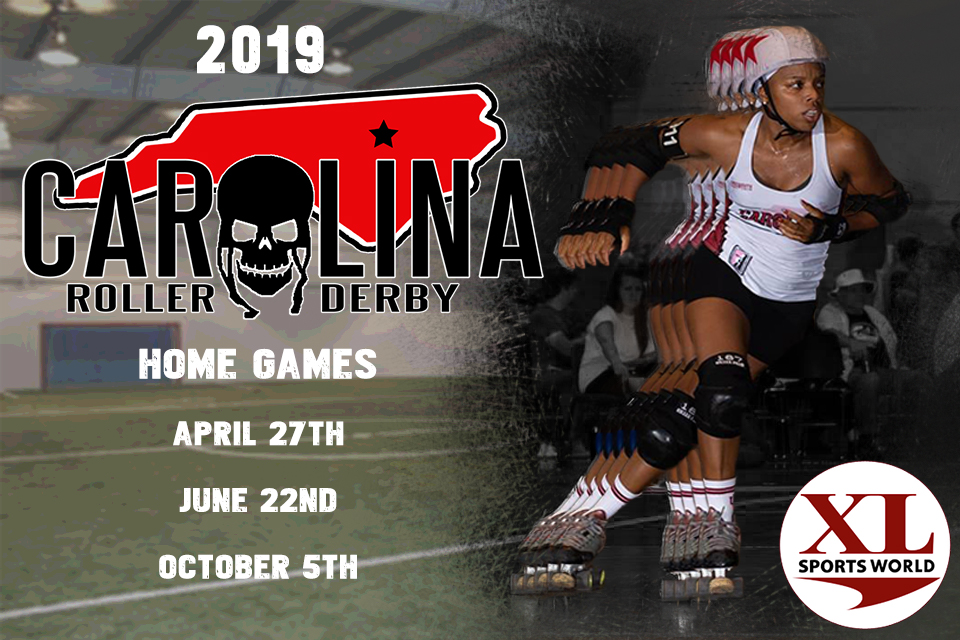 2019
CAROLINA
ROLLER DERBY
HOME GAMES
APRIL 27TH
JUNE 22ND
OCTOBER 5TH
XL
SPORTS WORLD